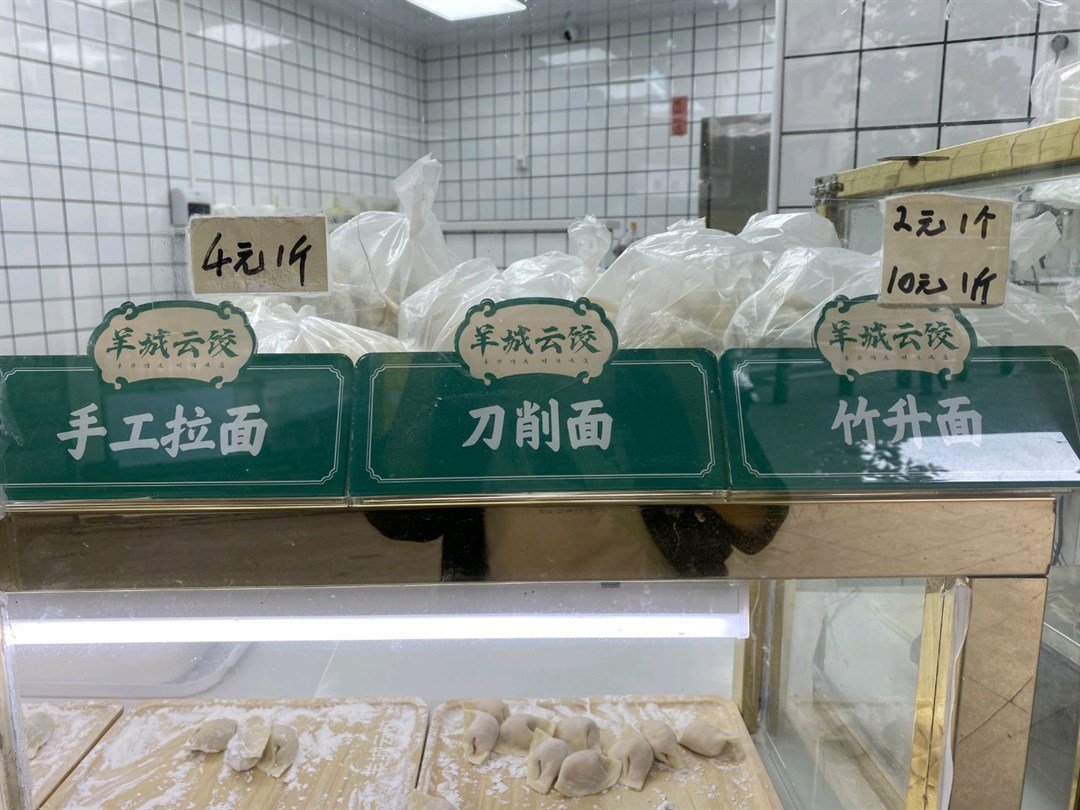 4元1斤
2元1个
10元1斤
羊城云饺
手工拉面
羊城云饺
刀削面
羊城云饺
竹升面